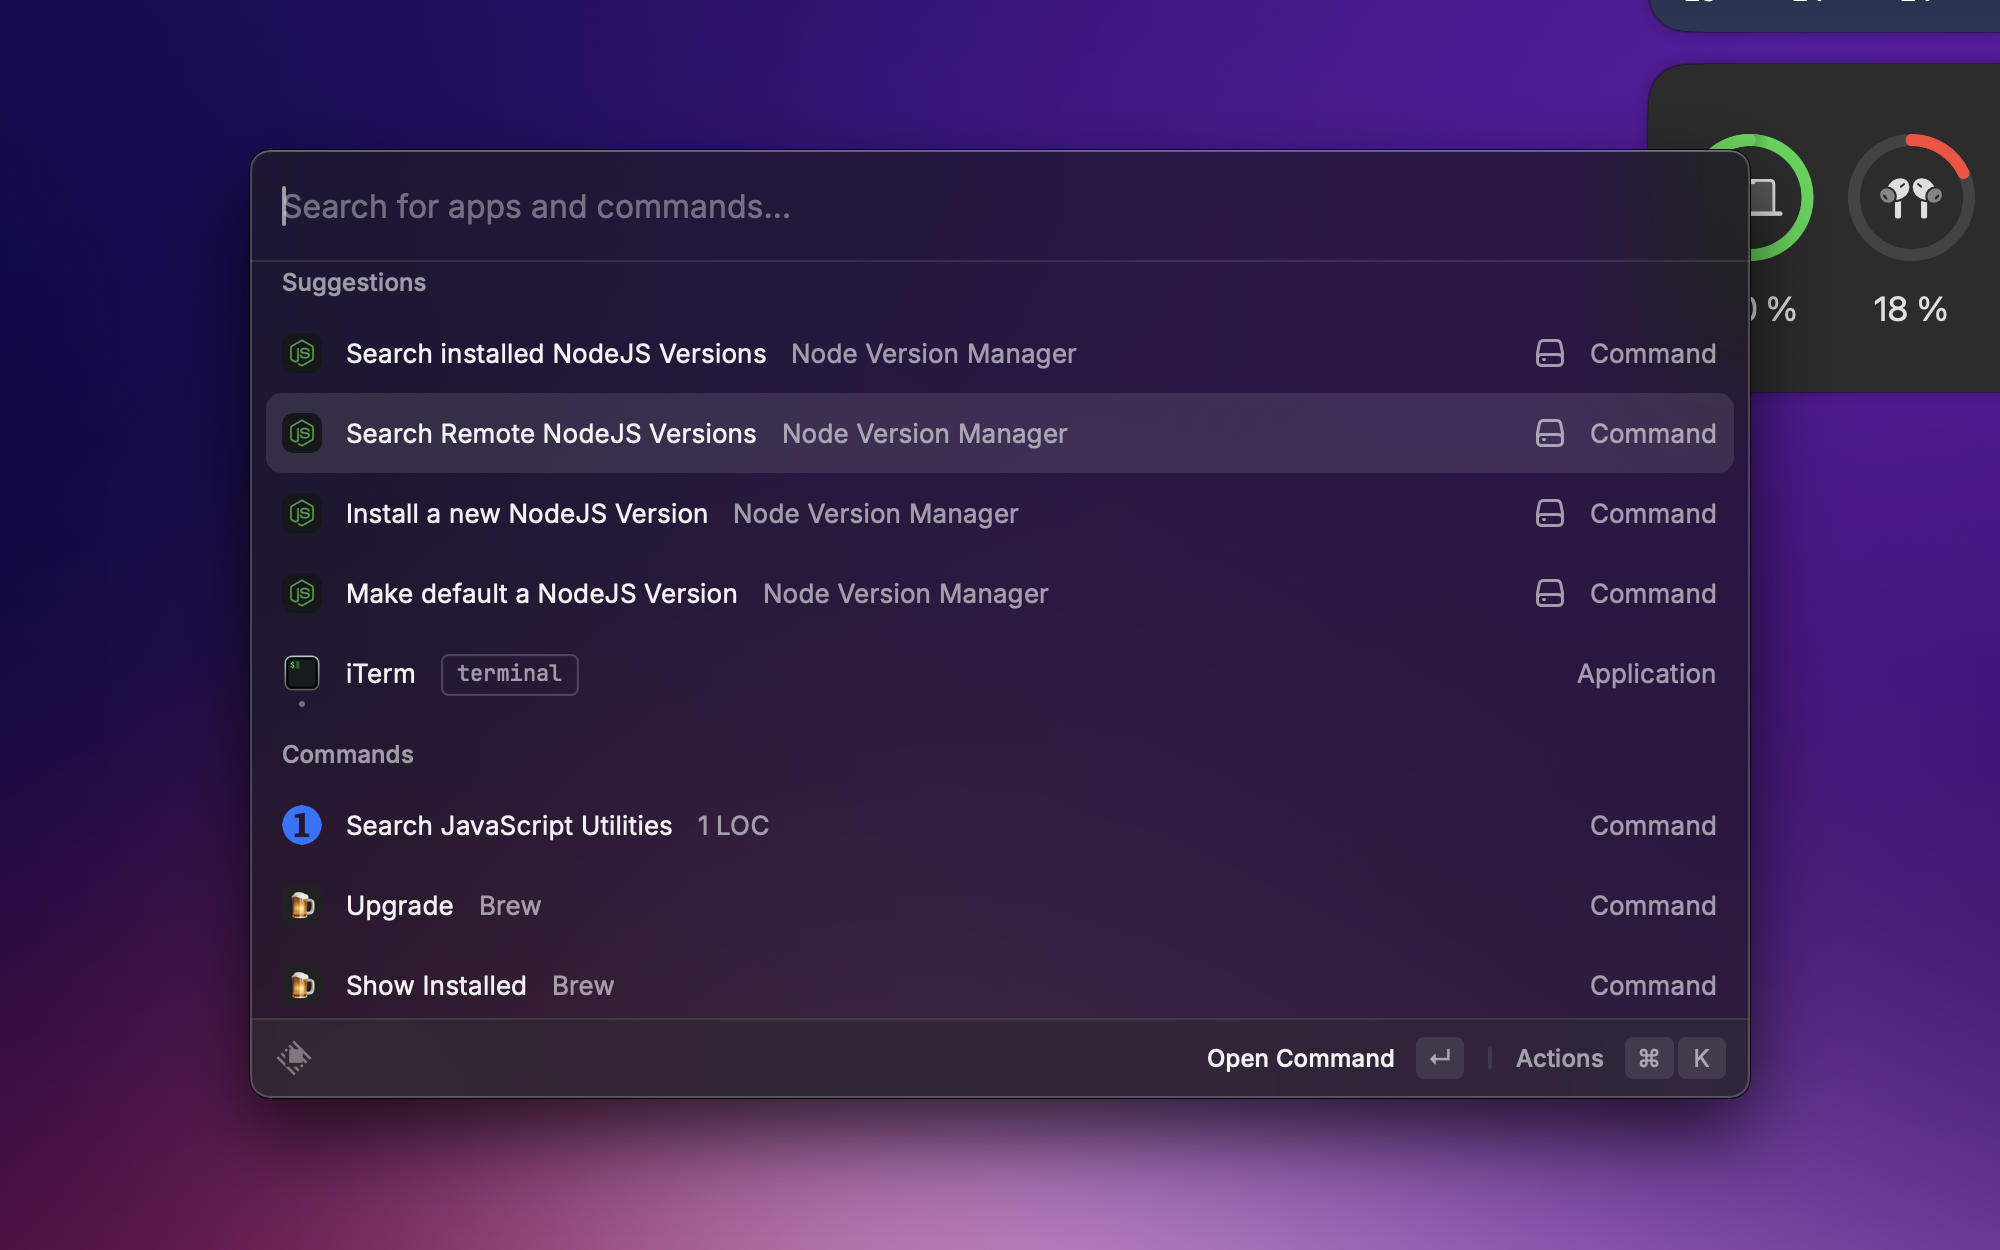 Search for apps and commands...
Suggestions
Search installed NodeJS Versions Node Version Manager Command
Search Remote NodeJS Versions Node Version Manager Command
Install a new NodeJS Version Node Version Manager Command
Make default a NodeJS Version Node Version Manager Command
iTerm terminal Application
Commands
Search JavaScript Utilities 1 LOC Command
Upgrade Brew Command
Show Installed Brew Command
Open Command ↵ Actions ⌘ K
%
18 %